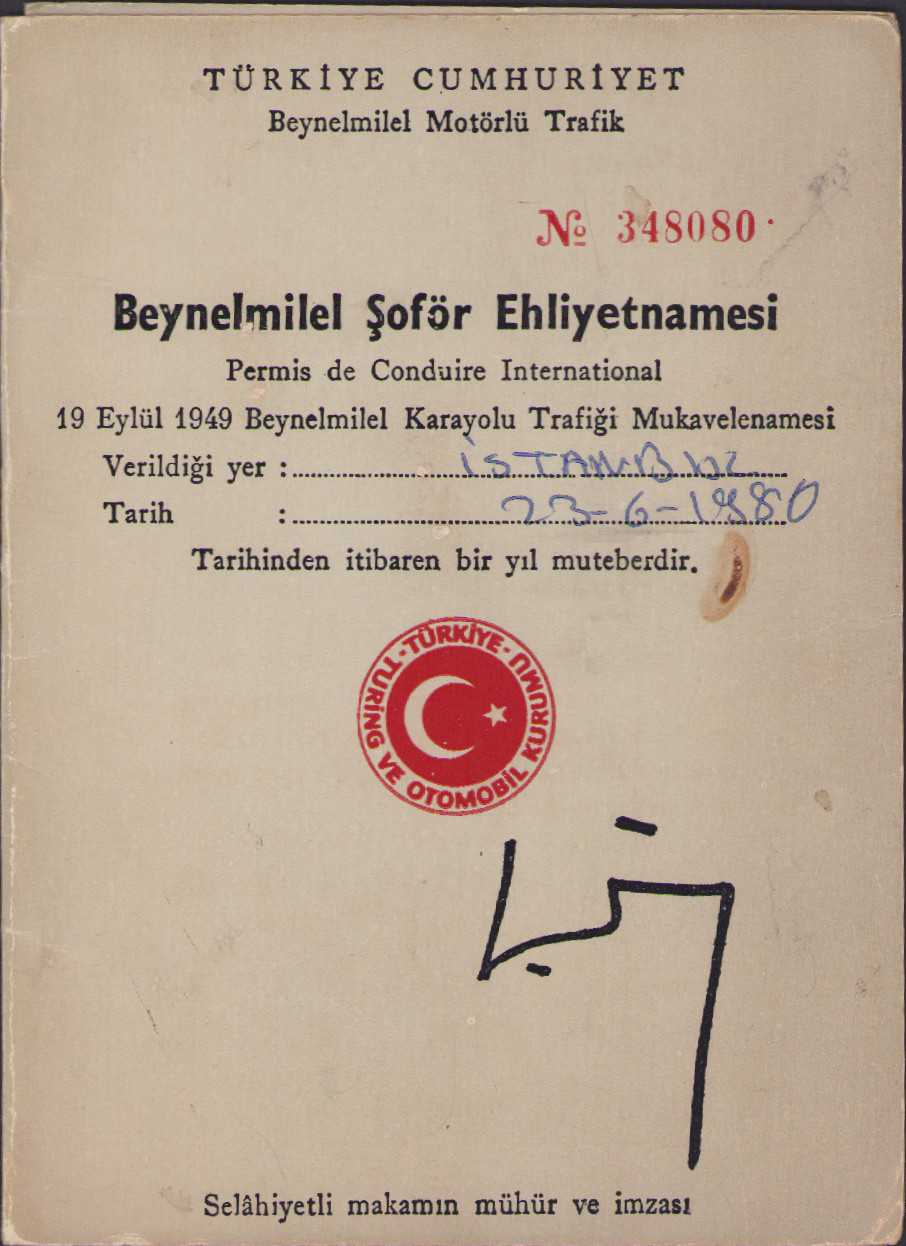 TÜRKİYE CUMHURİYET
Beynelmilel Motörlü Trafik
№ 348080
Beynelmilel Şoför Ehliyetnamesi
Permis de Conduire International
19 Eylül 1949 Beynelmilel Karayolu Trafiği Mukavelenamesi
Verildiği yer : İSTANBUL
Tarih : 23-6-1980
Tarihinden itibaren bir yıl muteberdir.
TÜRKİYE TURİNG VE OTOMOBİL KURUMU
Selâhiyetli makamın mühür ve imzası